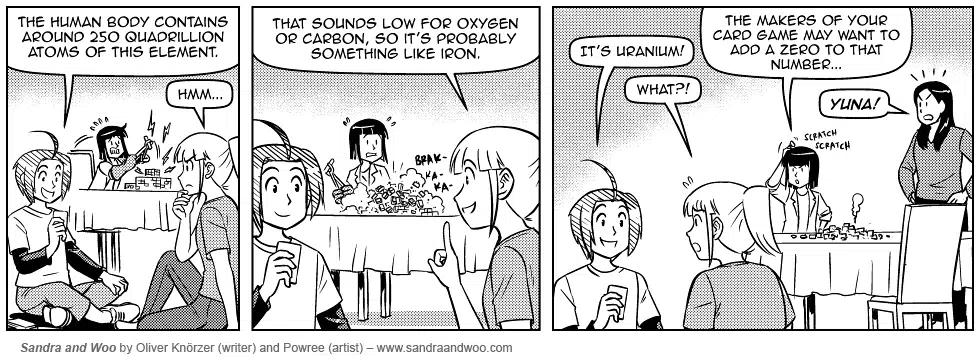 THE HUMAN BODY CONTAINS
AROUND 250 QUADRILLION
ATOMS OF THIS ELEMENT.
HMM...
THAT SOUNDS LOW FOR OXYGEN
OR CARBON, SO IT'S PROBABLY
SOMETHING LIKE IRON.
BRAK-
KA-
KA-
IT'S URANIUM!
WHAT?!
THE MAKERS OF YOUR
CARD GAME MAY WANT TO
ADD A ZERO TO THAT
NUMBER...
YUNA!
SCRATCH
SCRATCH
Sandra and Woo by Oliver Knörzer (writer) and Powree (artist) – www.sandraandwoo.com